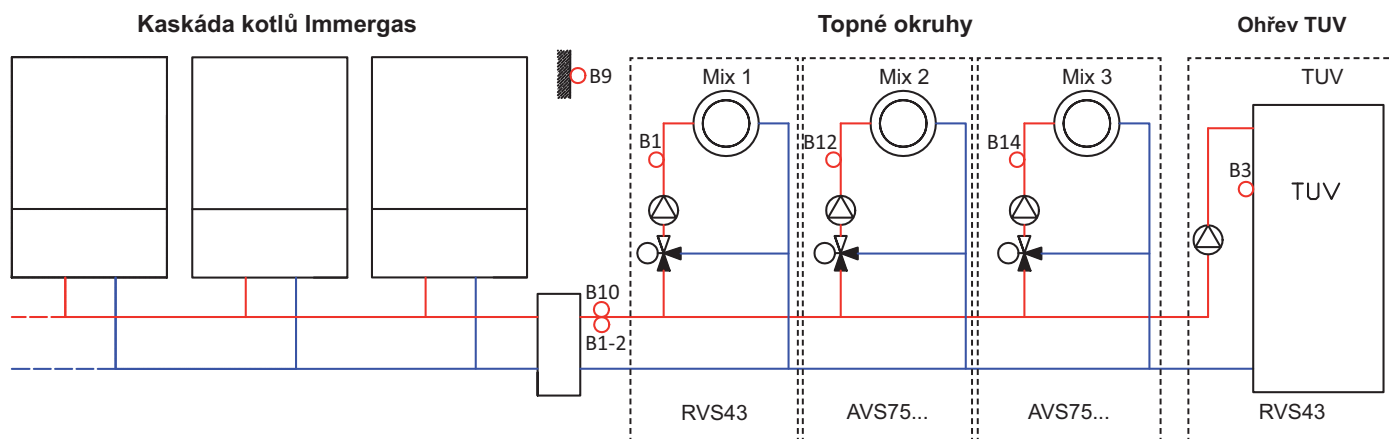 Kaskáda kotlů Immergas
Topné okruhy
Ohřev TUV
B9
Mix 1
Mix 2
Mix 3
TUV
B1
B12
B14
B3
TUV
B10
B1-2
RVS43
AVS75...
AVS75...
RVS43